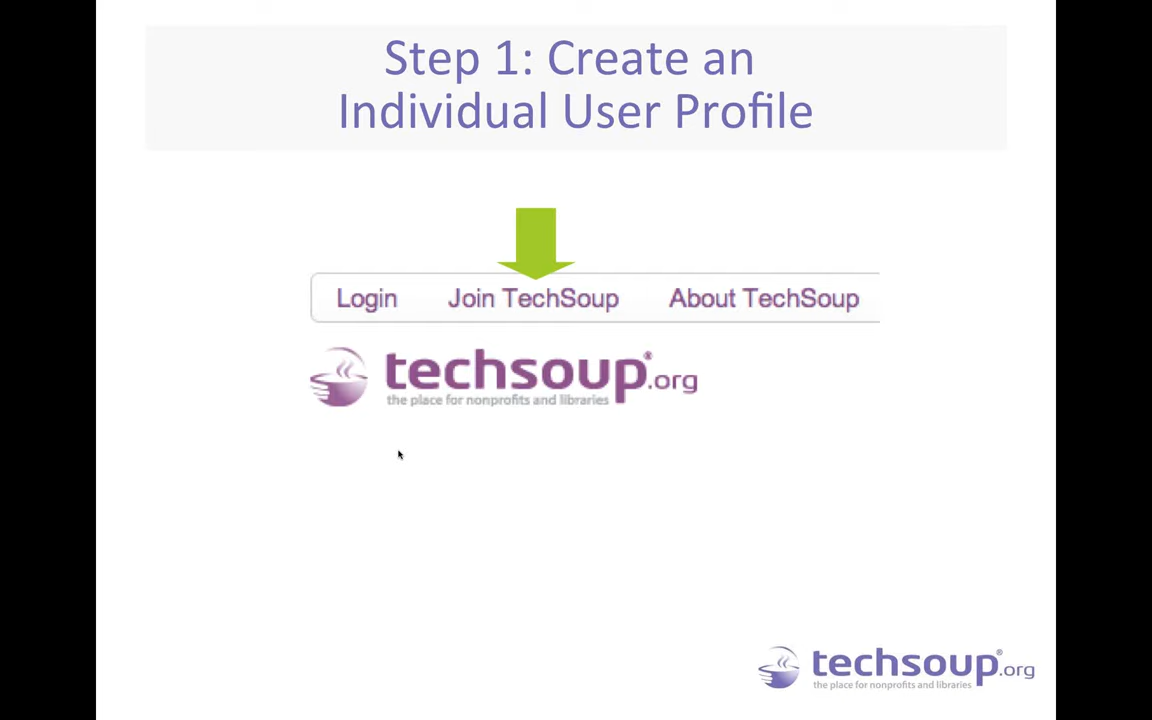 Step 1: Create an
Individual User Profile
Login Join TechSoup About TechSoup
techsoup®.org
the place for nonprofits and libraries
techsoup®.org
the place for nonprofits and libraries